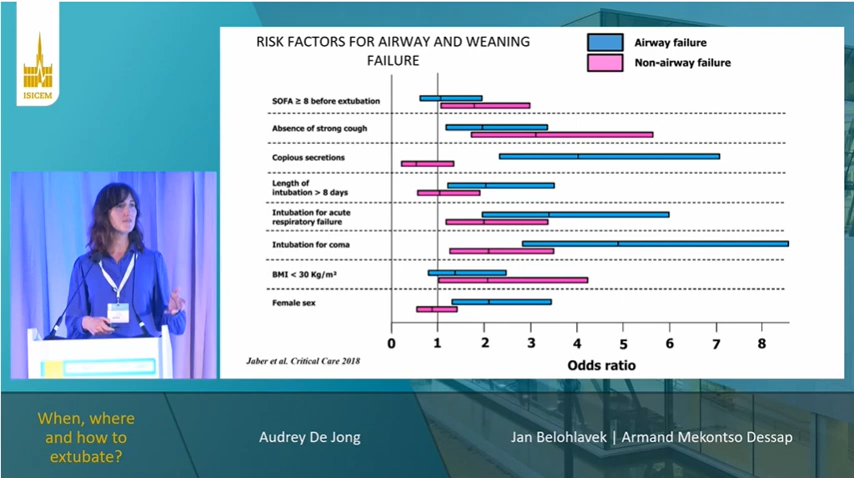 ISICEM
RISK FACTORS FOR AIRWAY AND WEANING
FAILURE
Airway failure
Non-airway failure
SOFA ≥ 8 before extubation
Absence of strong cough
Copious secretions
Length of
intubation > 8 days
Intubation for acute
respiratory failure
Intubation for coma
BMI < 30 Kg/m²
Female sex
0 1 2 3 4 5 6 7 8
Odds ratio
Jaber et al. Critical Care 2018
When, where
and how to
extubate?
Audrey De Jong
Jan Belohlavek | Armand Mekontso Dessap